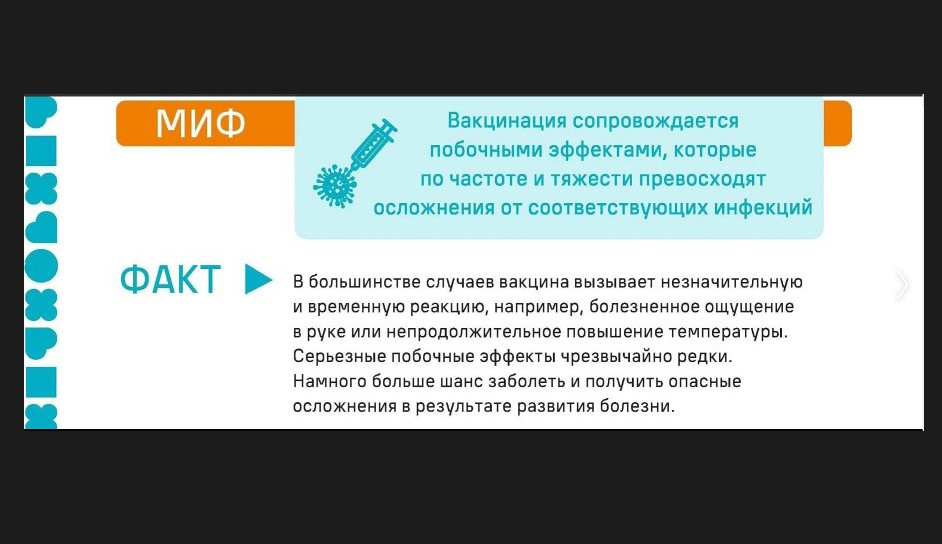 МИФ
Вакцинация сопровождается
побочными эффектами, которые
по частоте и тяжести превосходят
осложнения от соответствующих инфекций
ФАКТ
В большинстве случаев вакцина вызывает незначительную
и временную реакцию, например, болезненное ощущение
в руке или непродолжительное повышение температуры.
Серьезные побочные эффекты чрезвычайно редки.
Намного больше шанс заболеть и получить опасные
осложнения в результате развития болезни.